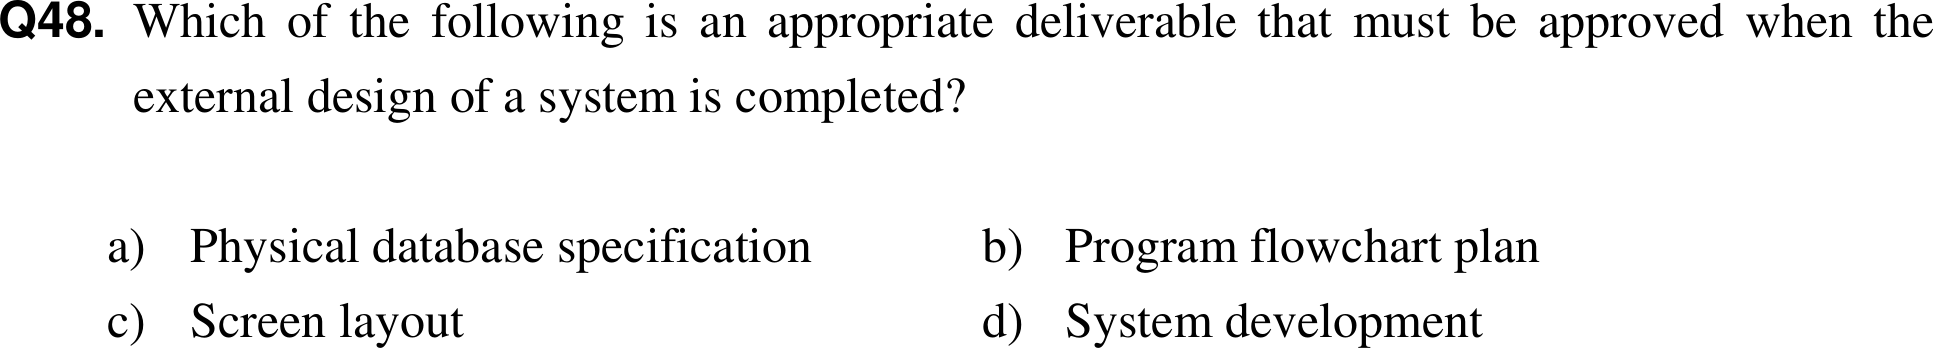 Q48. Which of the following is an appropriate deliverable that must be approved when the
external design of a system is completed?
a) Physical database specification b) Program flowchart plan
c) Screen layout d) System development